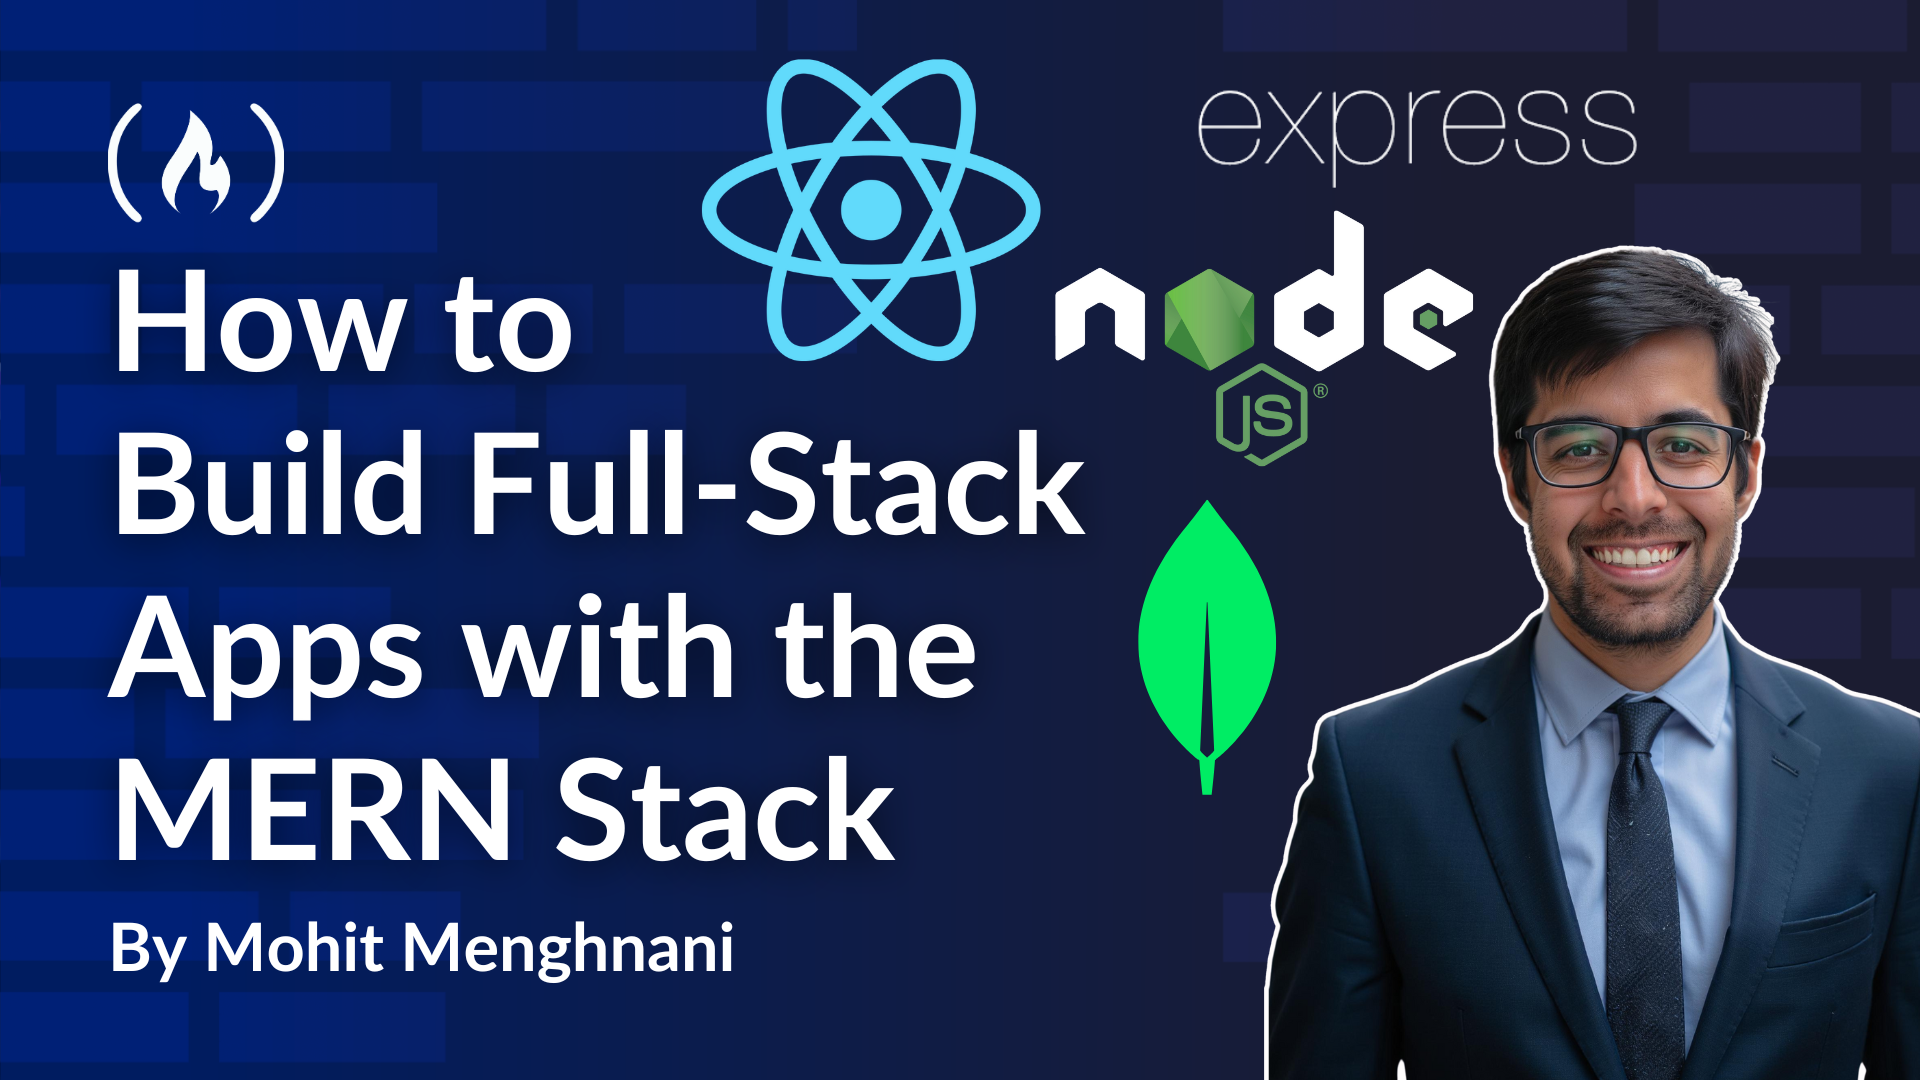 How to
Build Full-Stack
Apps with the
MERN Stack
By Mohit Menghnani
express
node
JS®